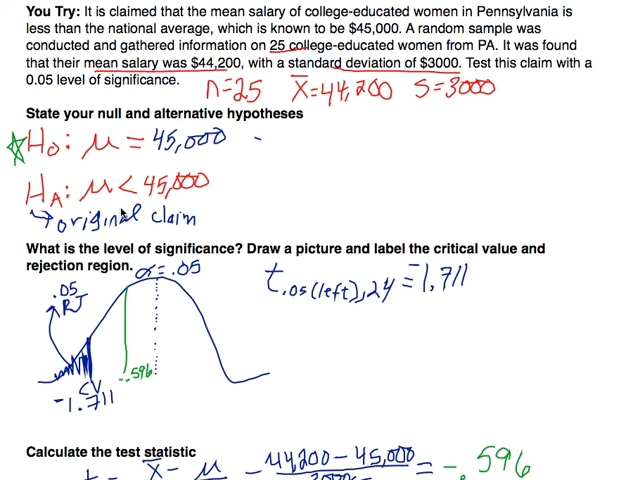 You Try: It is claimed that the mean salary of college-educated women in Pennsylvania is
less than the national average, which is known to be $45,000. A random sample was
conducted and gathered information on 25 college-educated women from PA. It was found
that their mean salary was $44,200, with a standard deviation of $3000. Test this claim with a
0.05 level of significance.
n=25 x̄=44,200 s=3000
State your null and alternative hypotheses
☆H₀: μ = 45,000 -
Hₐ: μ < 45,000
↳ original claim
What is the level of significance? Draw a picture and label the critical value and
rejection region.
α=.05
t.05(left),24 = -1.711
.05
RJ
-.596
CV
-1.711
Calculate the test statistic
t = x̄ - μ = 44,200 - 45,000 = -.596